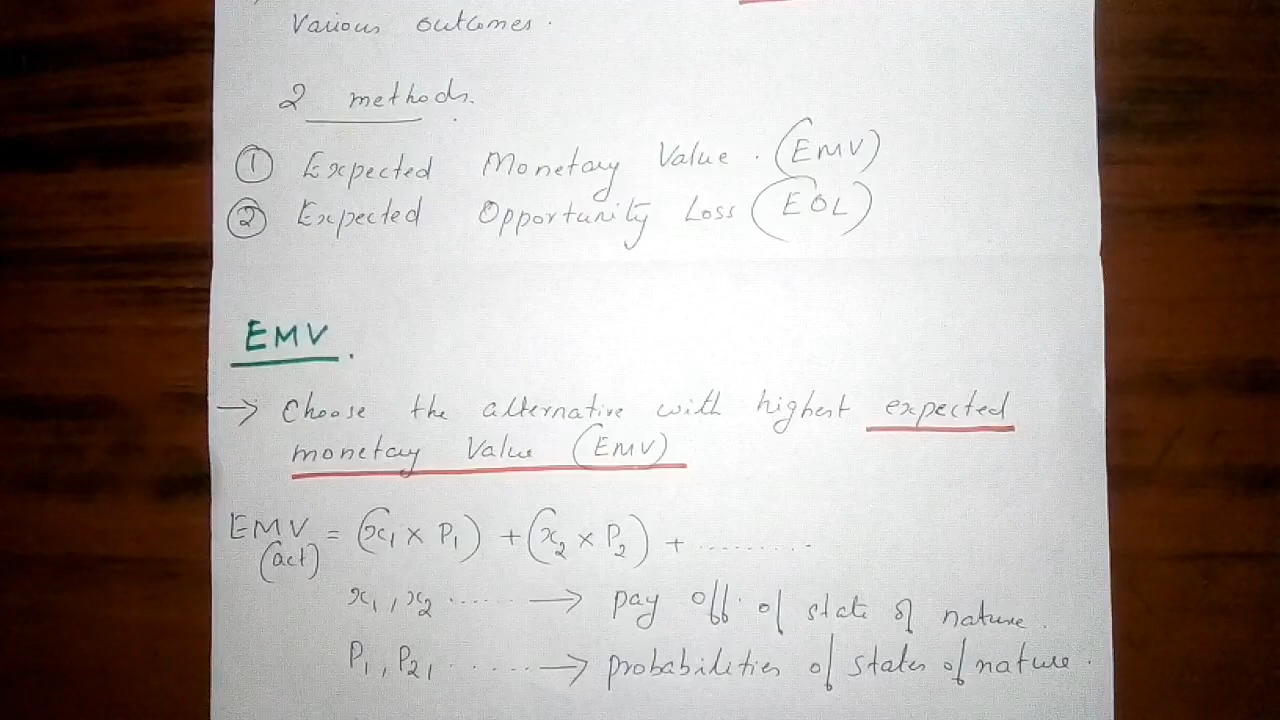 Various outcomes.
2 methods.
① Expected Monetary Value. (EMV)
② Expected Opportunity Loss (EOL)
EMV.
→ Choose the alternative with highest expected
monetary Value (EMV)
EMV = (x₁ × P₁) + (x₂ × P₂) + .........
(act)
x₁, x₂ ...... → pay off of state of nature.
P₁, P₂, ....... → probabilities of states of nature.